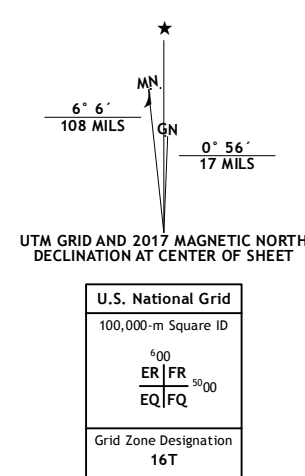 MN.
GN
6° 6´
108 MILS
0° 56´
17 MILS
UTM GRID AND 2017 MAGNETIC NORTH
DECLINATION AT CENTER OF SHEET
U.S. National Grid
100,000-m Square ID
⁶00
ER FR
⁵⁰00
EQ FQ
Grid Zone Designation
16T